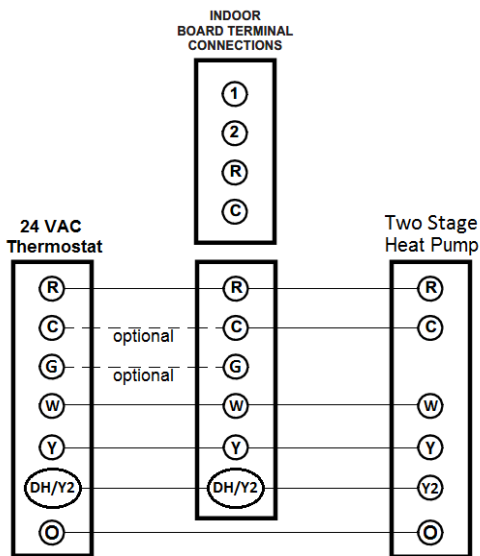 INDOOR
BOARD TERMINAL
CONNECTIONS
1
2
R
C
24 VAC
Thermostat
Two Stage
Heat Pump
R R R
C optional C C
G optional G
W W W
Y Y Y
DH/Y2 DH/Y2 Y2
O O